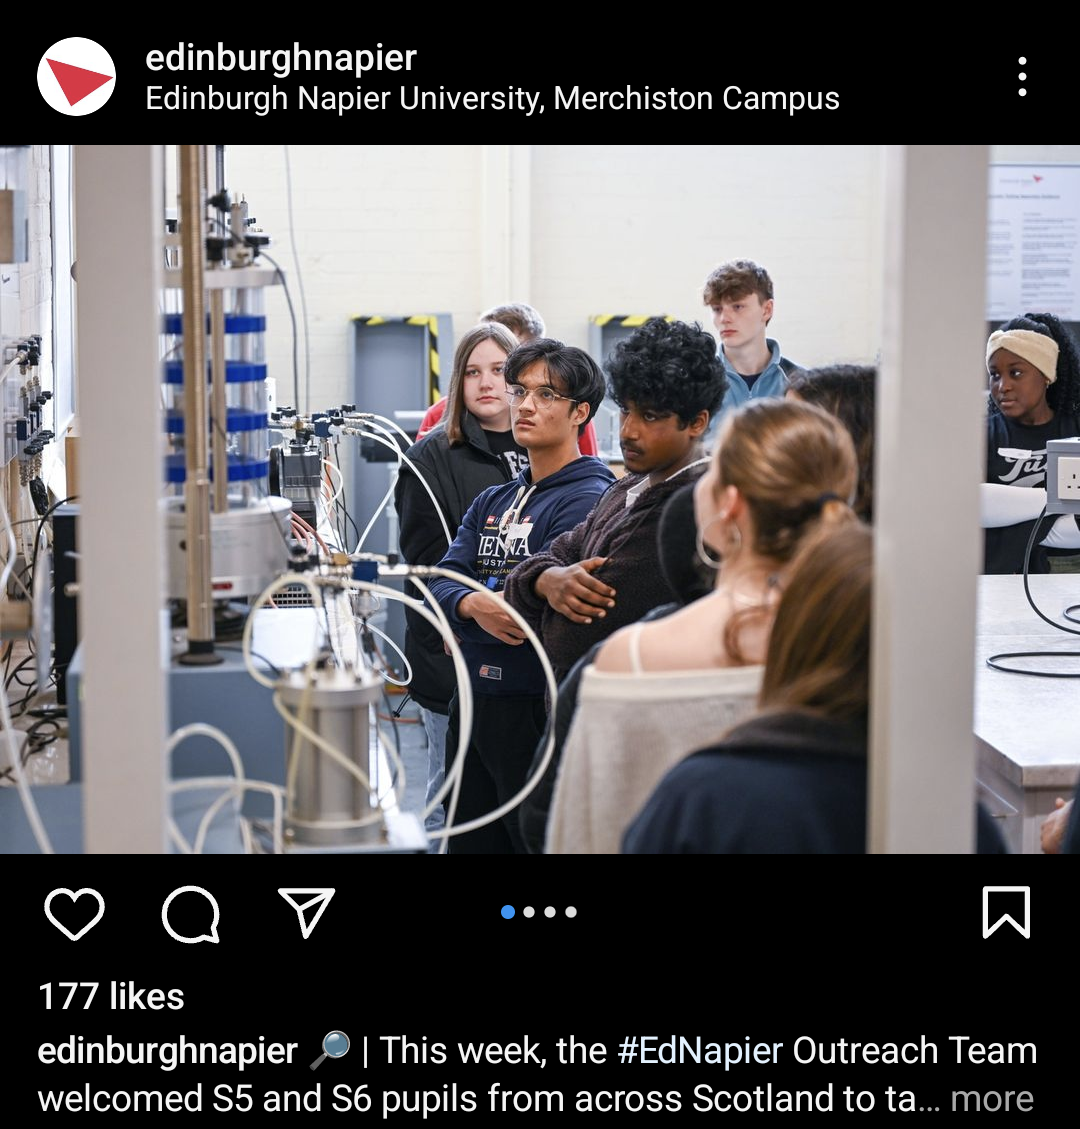 edinburghnapier
Edinburgh Napier University, Merchiston Campus
177 likes
edinburghnapier 🔎 | This week, the #EdNapier Outreach Team
welcomed S5 and S6 pupils from across Scotland to ta... more